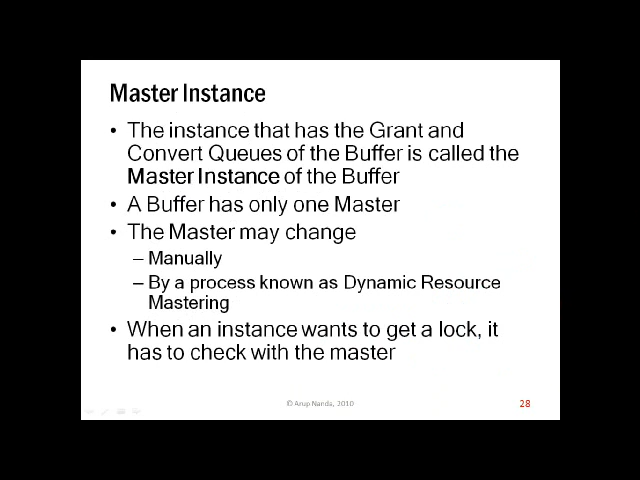 Master Instance
• The instance that has the Grant and
Convert Queues of the Buffer is called the
Master Instance of the Buffer
• A Buffer has only one Master
• The Master may change
– Manually
– By a process known as Dynamic Resource
Mastering
• When an instance wants to get a lock, it
has to check with the master
© Arup Nanda, 2010
28